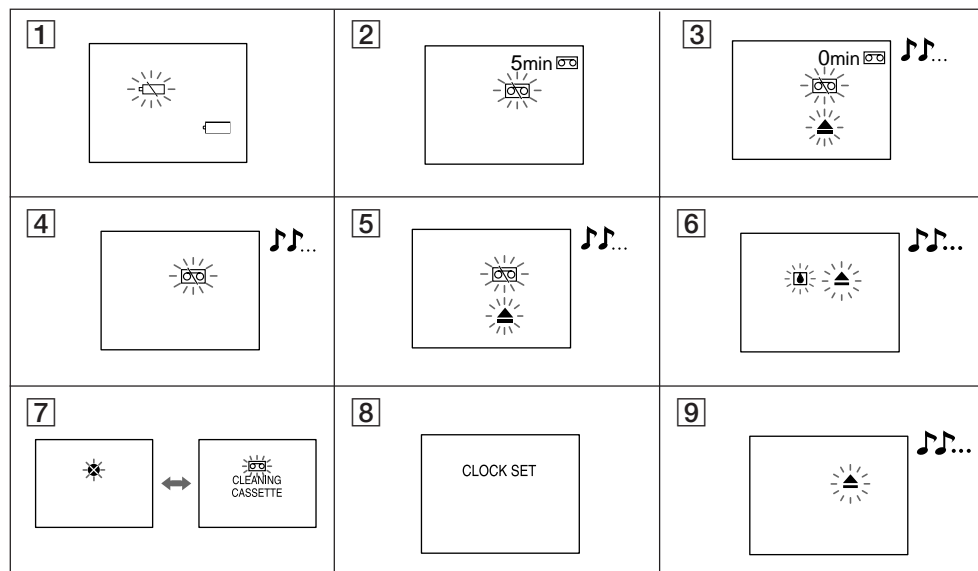 1
2
5min
3
0min
...
4
...
5
...
6
...
7
CLEANING
CASSETTE
8
CLOCK SET
9
...